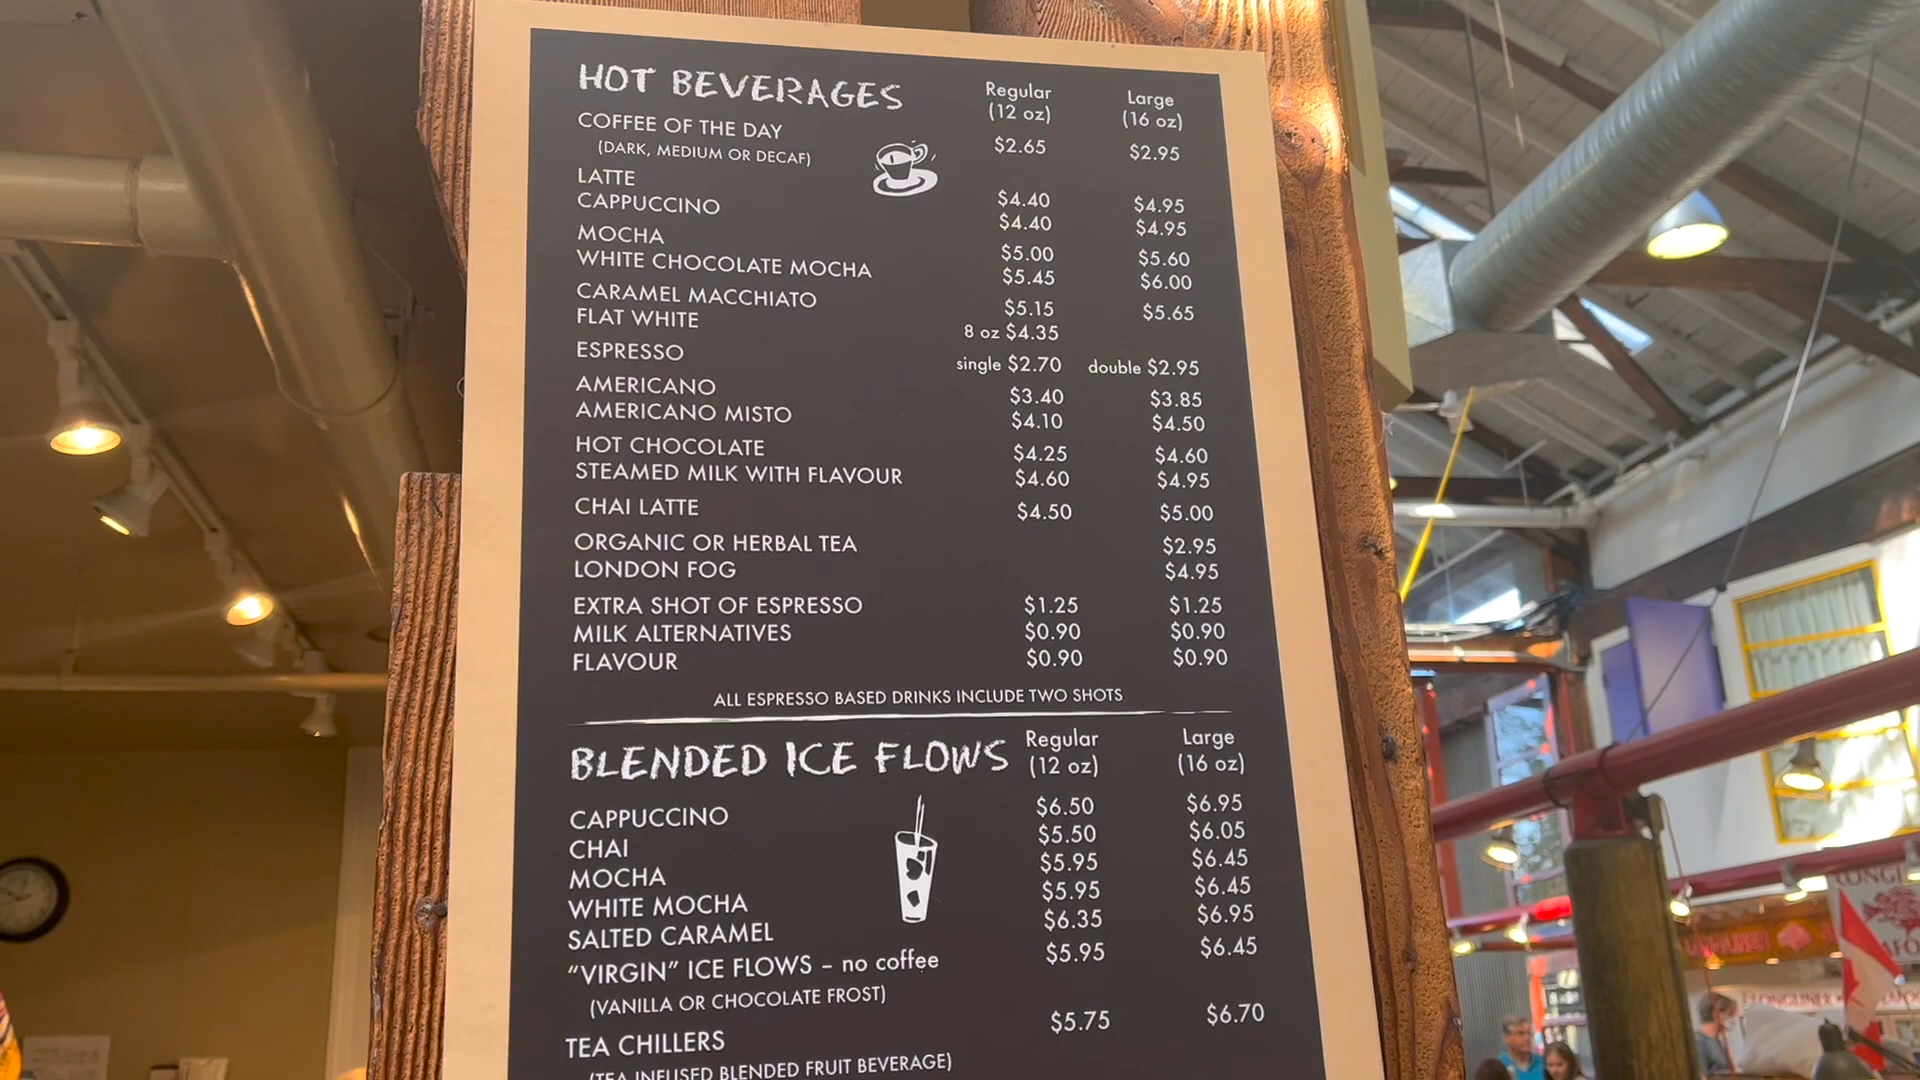 HOT BEVERAGES Regular (12 oz) Large (16 oz)
COFFEE OF THE DAY $2.65 $2.95
(DARK, MEDIUM OR DECAF)
LATTE $4.40 $4.95
CAPPUCCINO $4.40 $4.95
MOCHA $5.00 $5.60
WHITE CHOCOLATE MOCHA $5.45 $6.00
CARAMEL MACCHIATO $5.15 $5.65
FLAT WHITE 8 oz $4.35
ESPRESSO single $2.70 double $2.95
AMERICANO $3.40 $3.85
AMERICANO MISTO $4.10 $4.50
HOT CHOCOLATE $4.25 $4.60
STEAMED MILK WITH FLAVOUR $4.60 $4.95
CHAI LATTE $4.50 $5.00
ORGANIC OR HERBAL TEA $2.95
LONDON FOG $4.95
EXTRA SHOT OF ESPRESSO $1.25 $1.25
MILK ALTERNATIVES $0.90 $0.90
FLAVOUR $0.90 $0.90
ALL ESPRESSO BASED DRINKS INCLUDE TWO SHOTS
BLENDED ICE FLOWS Regular (12 oz) Large (16 oz)
CAPPUCCINO $6.50 $6.95
CHAI $5.50 $6.05
MOCHA $5.95 $6.45
WHITE MOCHA $5.95 $6.45
SALTED CARAMEL $6.35 $6.95
"VIRGIN" ICE FLOWS – no coffee $5.95 $6.45
(VANILLA OR CHOCOLATE FROST)
TEA CHILLERS $5.75 $6.70
(TEA INFUSED BLENDED FRUIT BEVERAGE)